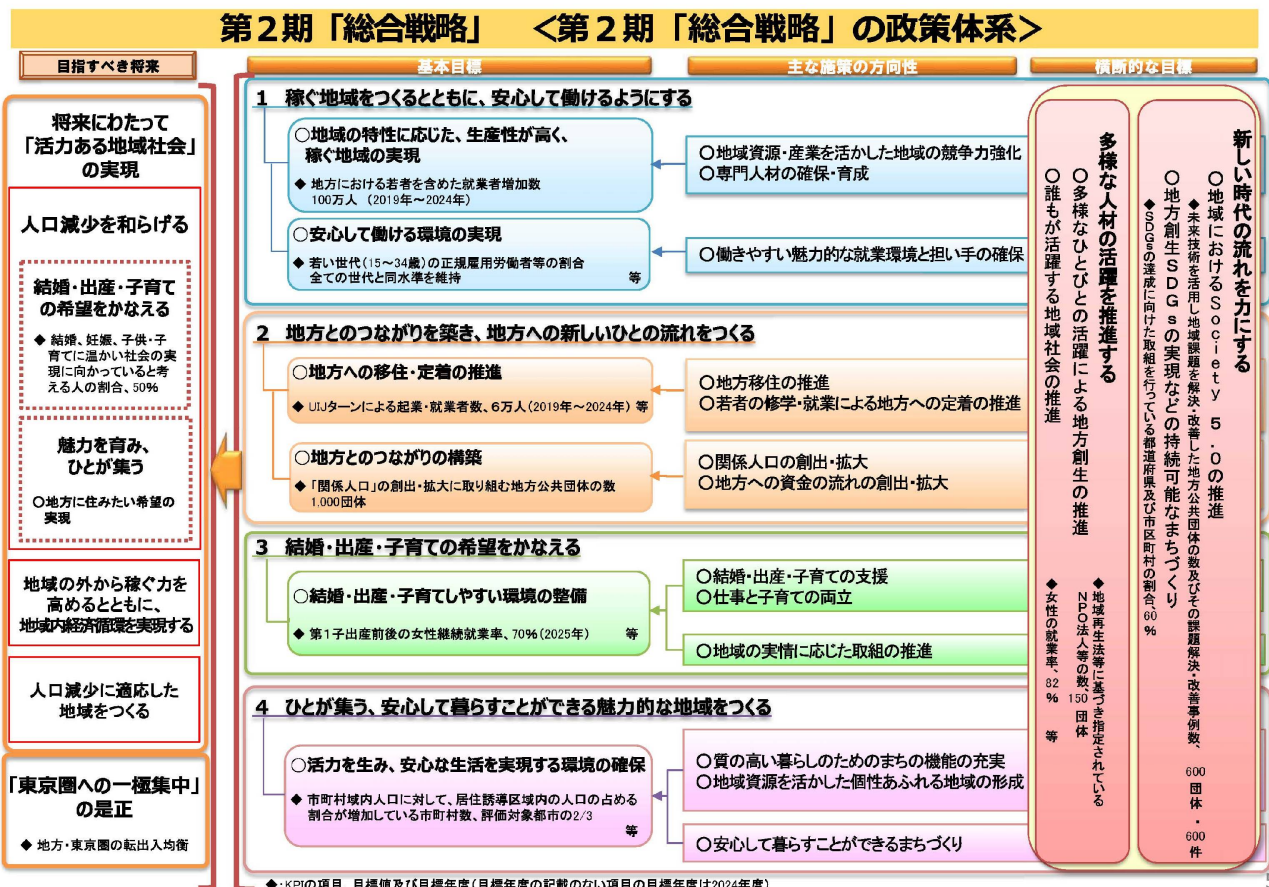 第２期「総合戦略」　＜第２期「総合戦略」の政策体系＞
目指すべき将来
将来にわたって
「活力ある地域社会」
の実現
人口減少を和らげる
結婚・出産・子育て
の希望をかなえる
◆ 結婚、妊娠、子供・子
育てに温かい社会の実
現に向かっていると考
える人の割合、50%
魅力を育み、
ひとが集う
○地方に住みたい希望の
実現
地域の外から稼ぐ力を
高めるとともに、
地域内経済循環を実現する
人口減少に適応した
地域をつくる
「東京圏への一極集中」
の是正
◆ 地方・東京圏の転出入均衡
基本目標
主な施策の方向性
横断的な目標
１　稼ぐ地域をつくるとともに、安心して働けるようにする
○地域の特性に応じた、生産性が高く、
稼ぐ地域の実現
◆ 地方における若者を含めた就業者増加数
100万人 （2019年～2024年）
○地域資源・産業を活かした地域の競争力強化
○専門人材の確保・育成
○安心して働ける環境の実現
◆ 若い世代（15～34歳）の正規雇用労働者等の割合
全ての世代と同水準を維持　等
○働きやすい魅力的な就業環境と担い手の確保
２　地方とのつながりを築き、地方への新しいひとの流れをつくる
○地方への移住・定着の推進
◆ UIJターンによる起業・就業者数、6万人（2019年～2024年） 等
○地方移住の推進
○若者の修学・就業による地方への定着の推進
○地方とのつながりの構築
◆「関係人口」の創出・拡大に取り組む地方公共団体の数
1,000団体
○関係人口の創出・拡大
○地方への資金の流れの創出・拡大
３　結婚・出産・子育ての希望をかなえる
○結婚・出産・子育てしやすい環境の整備
◆ 第1子出産前後の女性継続就業率、70%（2025年）　等
○結婚・出産・子育ての支援
○仕事と子育ての両立
○地域の実情に応じた取組の推進
４　ひとが集う、安心して暮らすことができる魅力的な地域をつくる
○活力を生み、安心な生活を実現する環境の確保
◆ 市町村域内人口に対して、居住誘導区域内の人口の占める
割合が増加している市町村数、評価対象都市の2/3
等
○質の高い暮らしのためのまちの機能の充実
○地域資源を活かした個性あふれる地域の形成
○安心して暮らすことができるまちづくり
新しい時代の流れを力にする
○地域におけるＳｏｃｉｅｔｙ　５．０の推進
◆未来技術を活用し地域課題を解決・改善した地方公共団体の数及びその課題解決・改善事例数、600団体・600件
○地方創生ＳＤＧｓの実現などの持続可能なまちづくり
◆SDGsの達成に向けた取組を行っている都道府県及び市区町村の割合、60%
多様な人材の活躍を推進する
○多様なひとびとの活躍による地方創生の推進
◆地域再生法等に基づき指定されている
ＮＰＯ法人等の数、150団体
○誰もが活躍する地域社会の推進
◆女性の就業率、82%　等
◆：KPIの項目、目標値及び目標年度（目標年度の記載のない項目の目標年度は2024年度）